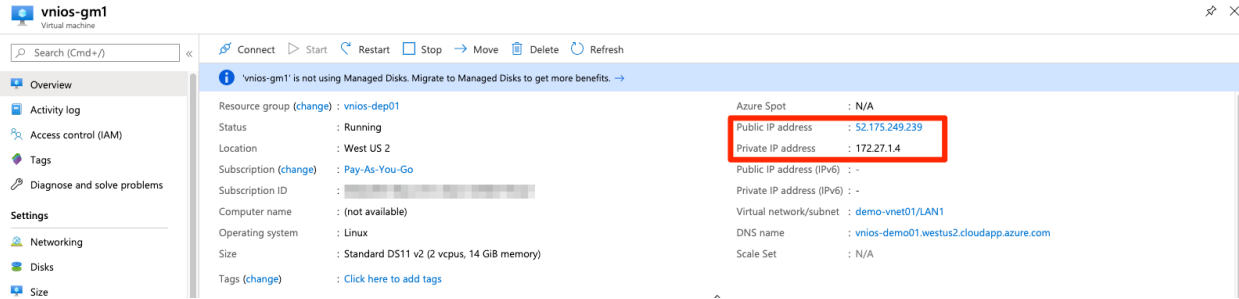 vnios-gm1
Virtual machine
Search (Cmd+/)
«
Overview
Activity log
Access control (IAM)
Tags
Diagnose and solve problems
Settings
Networking
Disks
Size
Connect Start Restart Stop Move Delete Refresh
'vnios-gm1' is not using Managed Disks. Migrate to Managed Disks to get more benefits. →
Resource group (change) : vnios-dep01
Status : Running
Location : West US 2
Subscription (change) : Pay-As-You-Go
Subscription ID :
Computer name : (not available)
Operating system : Linux
Size : Standard DS11 v2 (2 vcpus, 14 GiB memory)
Tags (change) : Click here to add tags
Azure Spot : N/A
Public IP address : 52.175.249.239
Private IP address : 172.27.1.4
Public IP address (IPv6) : -
Private IP address (IPv6) : -
Virtual network/subnet : demo-vnet01/LAN1
DNS name : vnios-demo01.westus2.cloudapp.azure.com
Scale Set : N/A